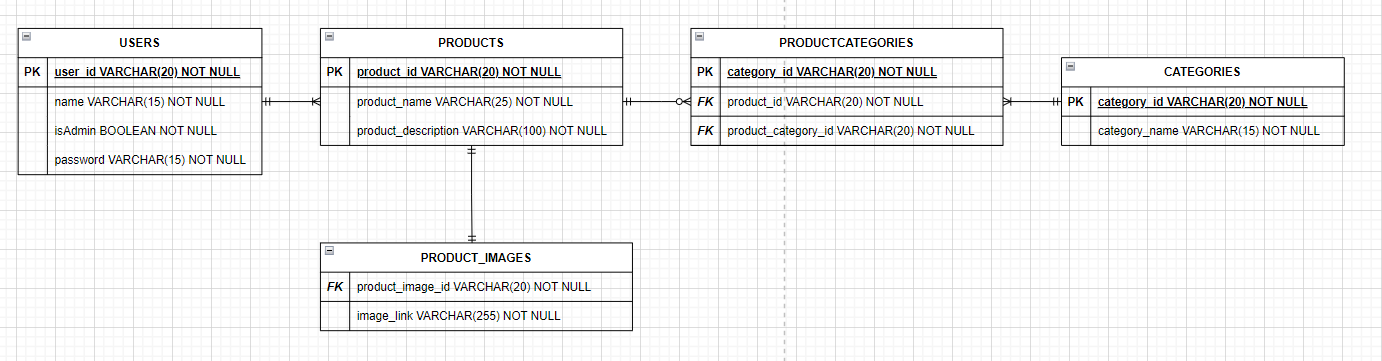 USERS
PK user_id VARCHAR(20) NOT NULL
name VARCHAR(15) NOT NULL
isAdmin BOOLEAN NOT NULL
password VARCHAR(15) NOT NULL
PRODUCTS
PK product_id VARCHAR(20) NOT NULL
product_name VARCHAR(25) NOT NULL
product_description VARCHAR(100) NOT NULL
PRODUCTCATEGORIES
PK category_id VARCHAR(20) NOT NULL
FK product_id VARCHAR(20) NOT NULL
FK product_category_id VARCHAR(20) NOT NULL
CATEGORIES
PK category_id VARCHAR(20) NOT NULL
category_name VARCHAR(15) NOT NULL
PRODUCT_IMAGES
FK product_image_id VARCHAR(20) NOT NULL
image_link VARCHAR(255) NOT NULL